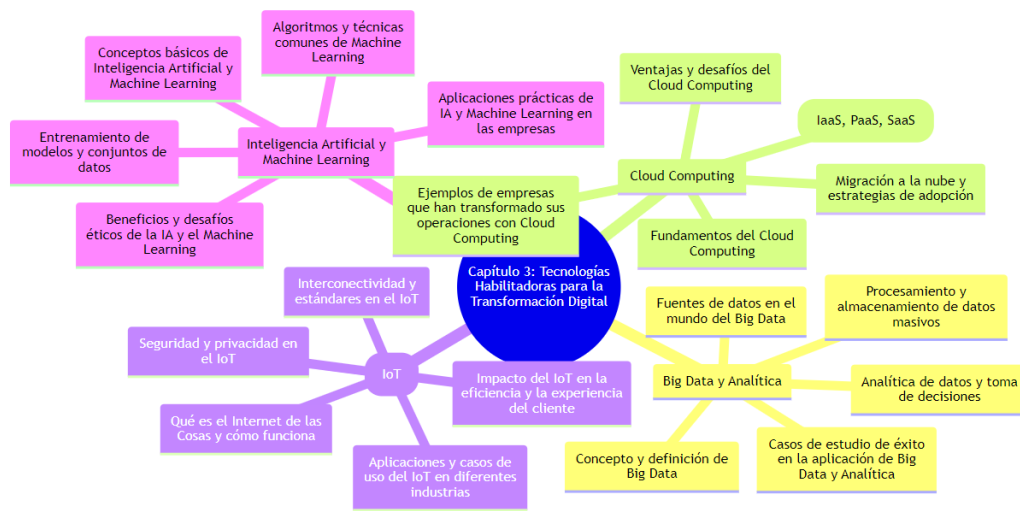 Capítulo 3: Tecnologías
Habilitadoras para la
Transformación Digital
Inteligencia Artificial y
Machine Learning
Conceptos básicos de
Inteligencia Artificial y
Machine Learning
Algoritmos y técnicas
comunes de Machine
Learning
Aplicaciones prácticas de
IA y Machine Learning en
las empresas
Entrenamiento de
modelos y conjuntos de
datos
Beneficios y desafíos
éticos de la IA y el Machine
Learning
Cloud Computing
Ventajas y desafíos del
Cloud Computing
IaaS, PaaS, SaaS
Migración a la nube y
estrategias de adopción
Fundamentos del Cloud
Computing
Ejemplos de empresas
que han transformado sus
operaciones con Cloud
Computing
IoT
Interconectividad y
estándares en el IoT
Seguridad y privacidad en
el IoT
Qué es el Internet de las
Cosas y cómo funciona
Aplicaciones y casos de
uso del IoT en diferentes
industrias
Impacto del IoT en la
eficiencia y la experiencia
del cliente
Big Data y Analítica
Fuentes de datos en el
mundo del Big Data
Procesamiento y
almacenamiento de datos
masivos
Analítica de datos y toma
de decisiones
Casos de estudio de éxito
en la aplicación de Big
Data y Analítica
Concepto y definición de
Big Data